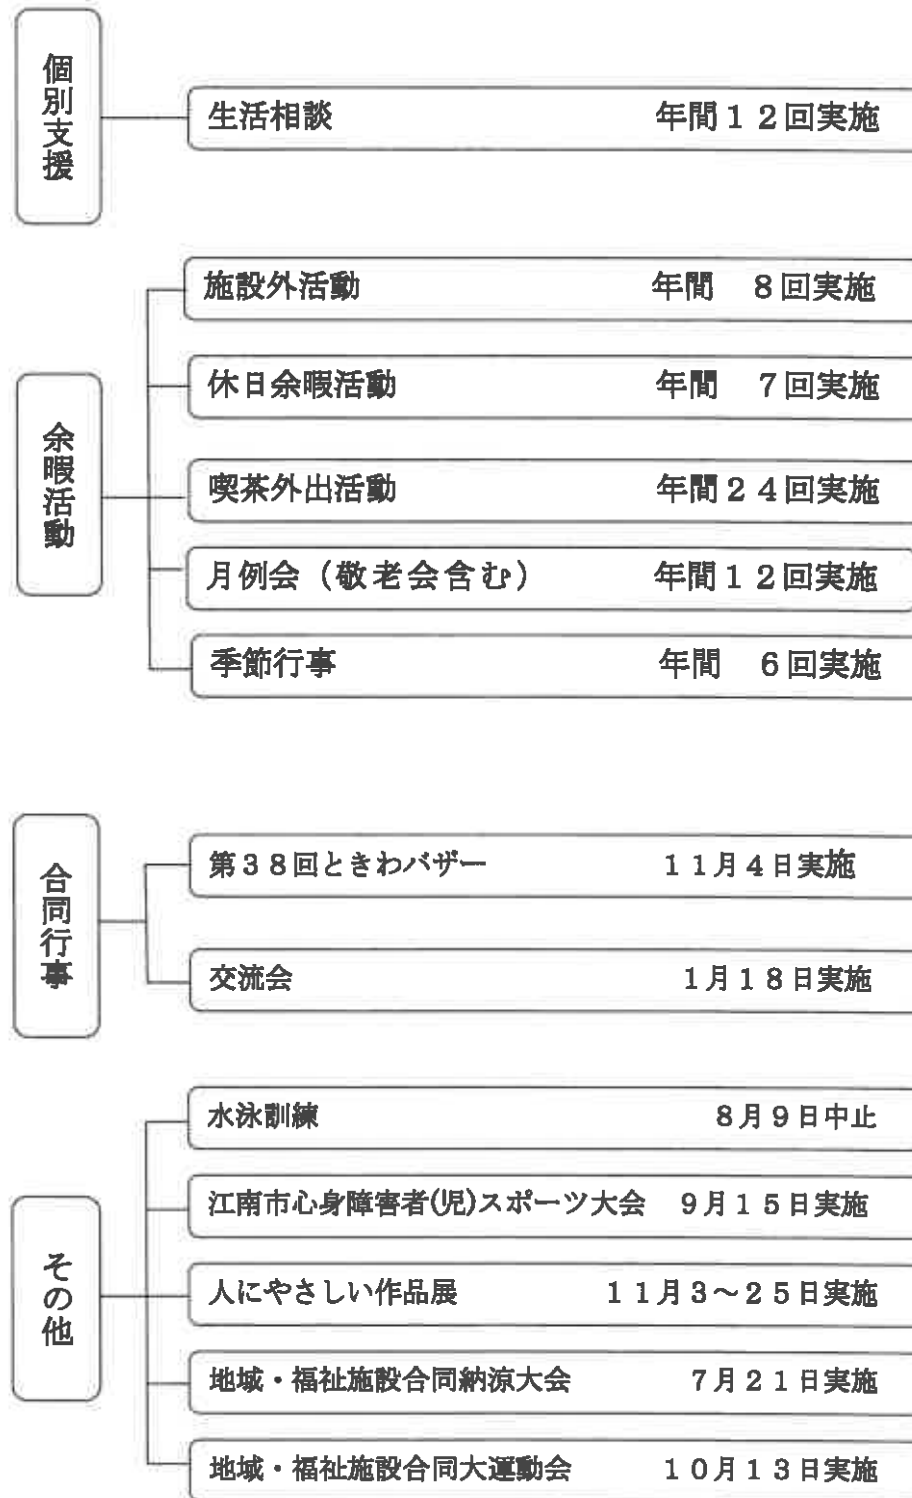 個別支援
生活相談　年間１２回実施
余暇活動
施設外活動　年間　８回実施
休日余暇活動　年間　７回実施
喫茶外出活動　年間２４回実施
月例会（敬老会含む）　年間１２回実施
季節行事　年間　６回実施
合同行事
第３８回ときわバザー　１１月４日実施
交流会　１月１８日実施
その他
水泳訓練　８月９日中止
江南市心身障害者(児)スポーツ大会　９月１５日実施
人にやさしい作品展　１１月３～２５日実施
地域・福祉施設合同納涼大会　７月２１日実施
地域・福祉施設合同大運動会　１０月１３日実施